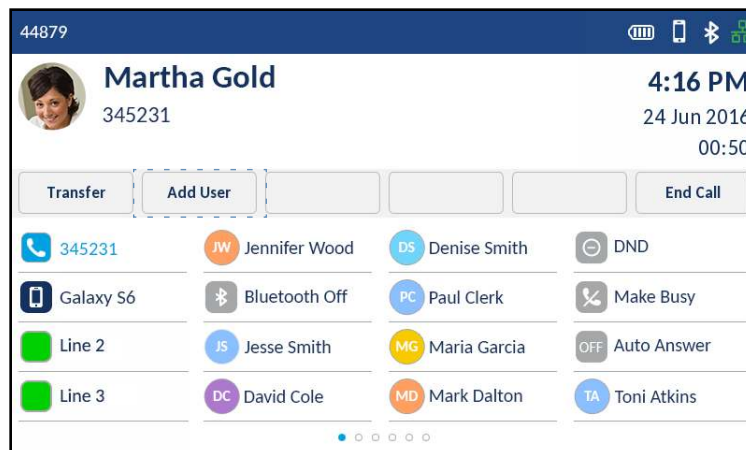 44879
Martha Gold
345231
4:16 PM
24 Jun 2016
00:50
Transfer Add User End Call
345231 JW Jennifer Wood DS Denise Smith DND
Galaxy S6 Bluetooth Off PC Paul Clerk Make Busy
Line 2 JS Jesse Smith MG Maria Garcia OFF Auto Answer
Line 3 DC David Cole MD Mark Dalton TA Toni Atkins